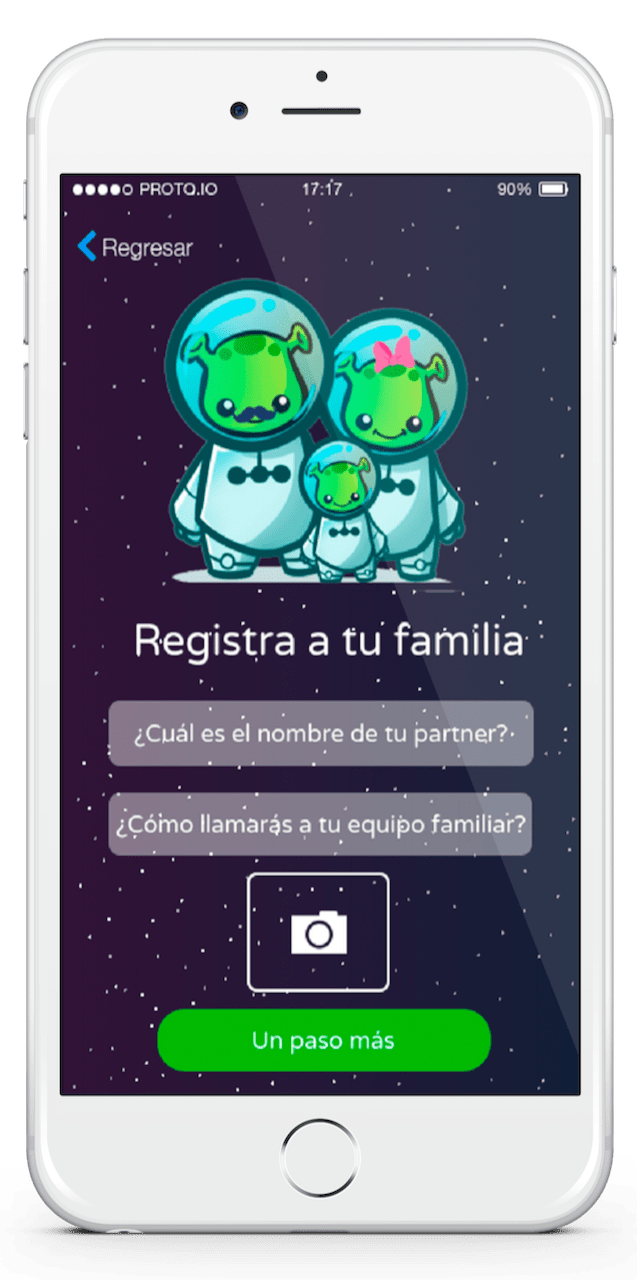 PROTO.IO 17:17 90%
Regresar
Registra a tu familia
¿Cuál es el nombre de tu partner?
¿Cómo llamarás a tu equipo familiar?
Un paso más